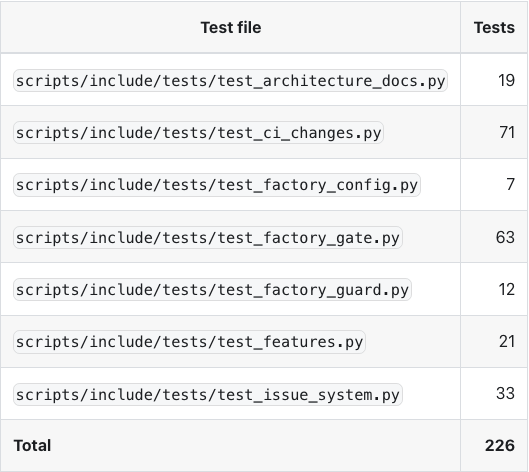 Test file Tests
scripts/include/tests/test_architecture_docs.py 19
scripts/include/tests/test_ci_changes.py 71
scripts/include/tests/test_factory_config.py 7
scripts/include/tests/test_factory_gate.py 63
scripts/include/tests/test_factory_guard.py 12
scripts/include/tests/test_features.py 21
scripts/include/tests/test_issue_system.py 33
Total 226